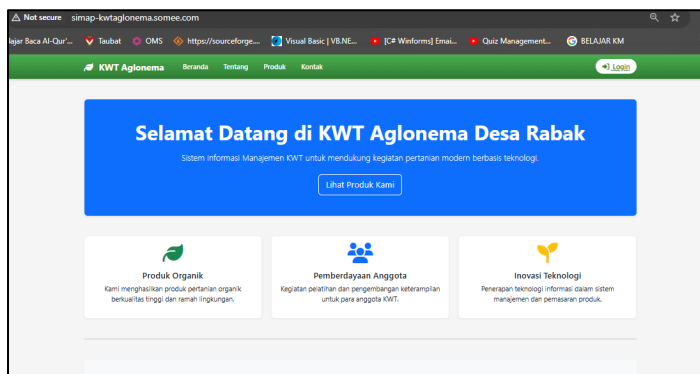 Not secure simap-kwtaglonema.somee.com
lajar Baca Al-Qur'... Taubat OMS https://sourceforge.... Visual Basic | VB.NE... [C# Winforms] Emai... Quiz Management... BELAJAR KM
KWT Aglonema Beranda Tentang Produk Kontak Login
Selamat Datang di KWT Aglonema Desa Rabak
Sistem Informasi Manajemen KWT untuk mendukung kegiatan pertanian modern berbasis teknologi.
Lihat Produk Kami
Produk Organik
Kami menghasilkan produk pertanian organik
berkualitas tinggi dan ramah lingkungan.
Pemberdayaan Anggota
Kegiatan pelatihan dan pengembangan keterampilan
untuk para anggota KWT.
Inovasi Teknologi
Penerapan teknologi informasi dalam sistem
manajemen dan pemasaran produk.